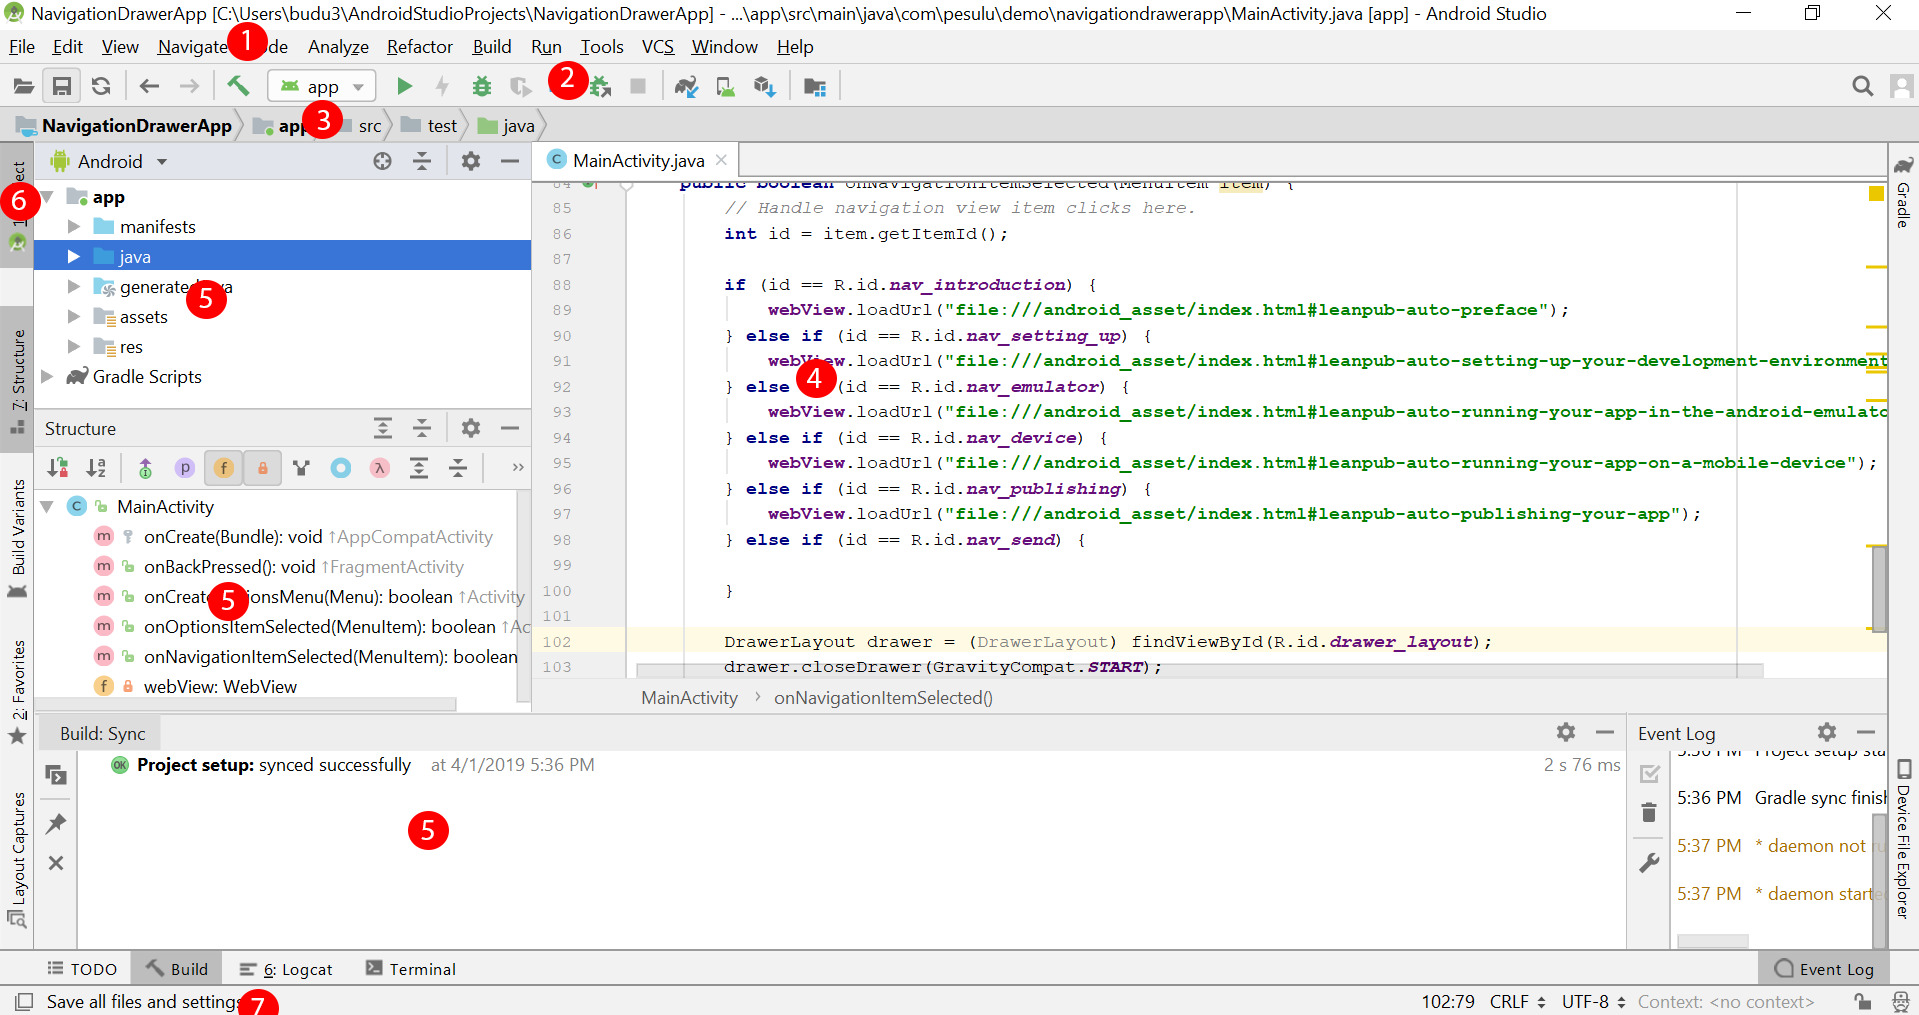 NavigationDrawerApp [C:\Users\budu3\AndroidStudioProjects\NavigationDrawerApp] - ...\app\src\main\java\com\pesulu\demo\navigationdrawerapp\MainActivity.java [app] - Android Studio
File Edit View Navigate 1 de Analyze Refactor Build Run Tools VCS Window Help
app 2
NavigationDrawerApp app 3 src test java
Android
6
app
manifests
java
generated va
5
assets
res
Gradle Scripts
Structure
p f λ »
C MainActivity
m onCreate(Bundle): void ↑AppCompatActivity
m onBackPressed(): void ↑FragmentActivity
m onCreate 5 ionsMenu(Menu): boolean ↑Activity
m onOptionsItemSelected(MenuItem): boolean ↑Ac
m onNavigationItemSelected(MenuItem): boolean
f webView: WebView
C MainActivity.java
84 public boolean onNavigationItemSelected(MenuItem item) {
85 // Handle navigation view item clicks here.
86 int id = item.getItemId();
87
88 if (id == R.id.nav_introduction) {
89 webView.loadUrl("file:///android_asset/index.html#leanpub-auto-preface");
90 } else if (id == R.id.nav_setting_up) {
91 webView.loadUrl("file:///android_asset/index.html#leanpub-auto-setting-up-your-development-environment
92 } else 4 (id == R.id.nav_emulator) {
93 webView.loadUrl("file:///android_asset/index.html#leanpub-auto-running-your-app-in-the-android-emulato
94 } else if (id == R.id.nav_device) {
95 webView.loadUrl("file:///android_asset/index.html#leanpub-auto-running-your-app-on-a-mobile-device");
96 } else if (id == R.id.nav_publishing) {
97 webView.loadUrl("file:///android_asset/index.html#leanpub-auto-publishing-your-app");
98 } else if (id == R.id.nav_send) {
99
100 }
101
102 DrawerLayout drawer = (DrawerLayout) findViewById(R.id.drawer_layout);
103 drawer.closeDrawer(GravityCompat.START);
MainActivity › onNavigationItemSelected()
Z: Structure
Build Variants
2: Favorites
Layout Captures
Gradle
Device File Explorer
Build: Sync
OK Project setup: synced successfully at 4/1/2019 5:36 PM 2 s 76 ms
5
Event Log
5:36 PM Project setup sta
5:36 PM Gradle sync finish
5:37 PM * daemon not ru
5:37 PM * daemon starte
TODO Build 6: Logcat Terminal Event Log
Save all files and settings 7 102:79 CRLF UTF-8 Context: <no context>